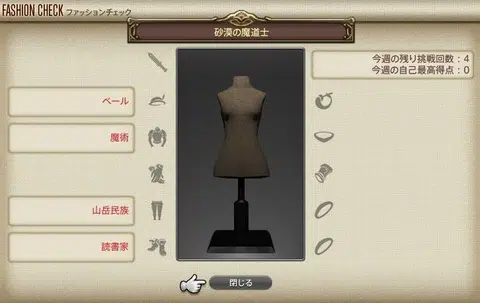 FASHION CHECK ファッションチェック
砂漠の魔道士
今週の残り挑戦回数：4
今週の自己最高得点：0
ベール
魔術
山岳民族
読書家
閉じる